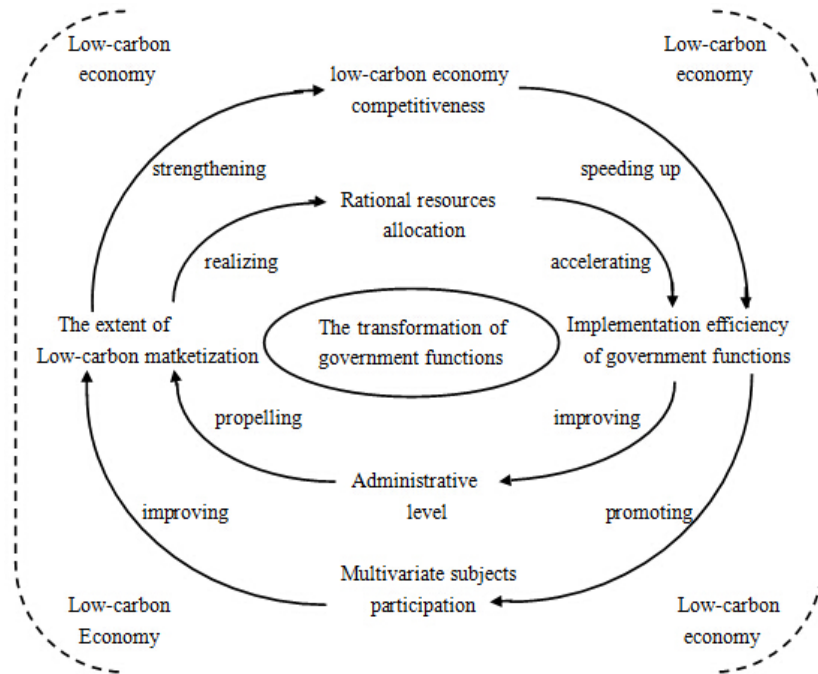 Low-carbon
economy
Low-carbon
economy
low-carbon economy
competitiveness
strengthening
speeding up
Rational resources
allocation
realizing
accelerating
The extent of
Low-carbon matketization
The transformation of
government functions
Implementation efficiency
of government functions
propelling
improving
Administrative
level
improving
promoting
Multivariate subjects
participation
Low-carbon
Economy
Low-carbon
economy